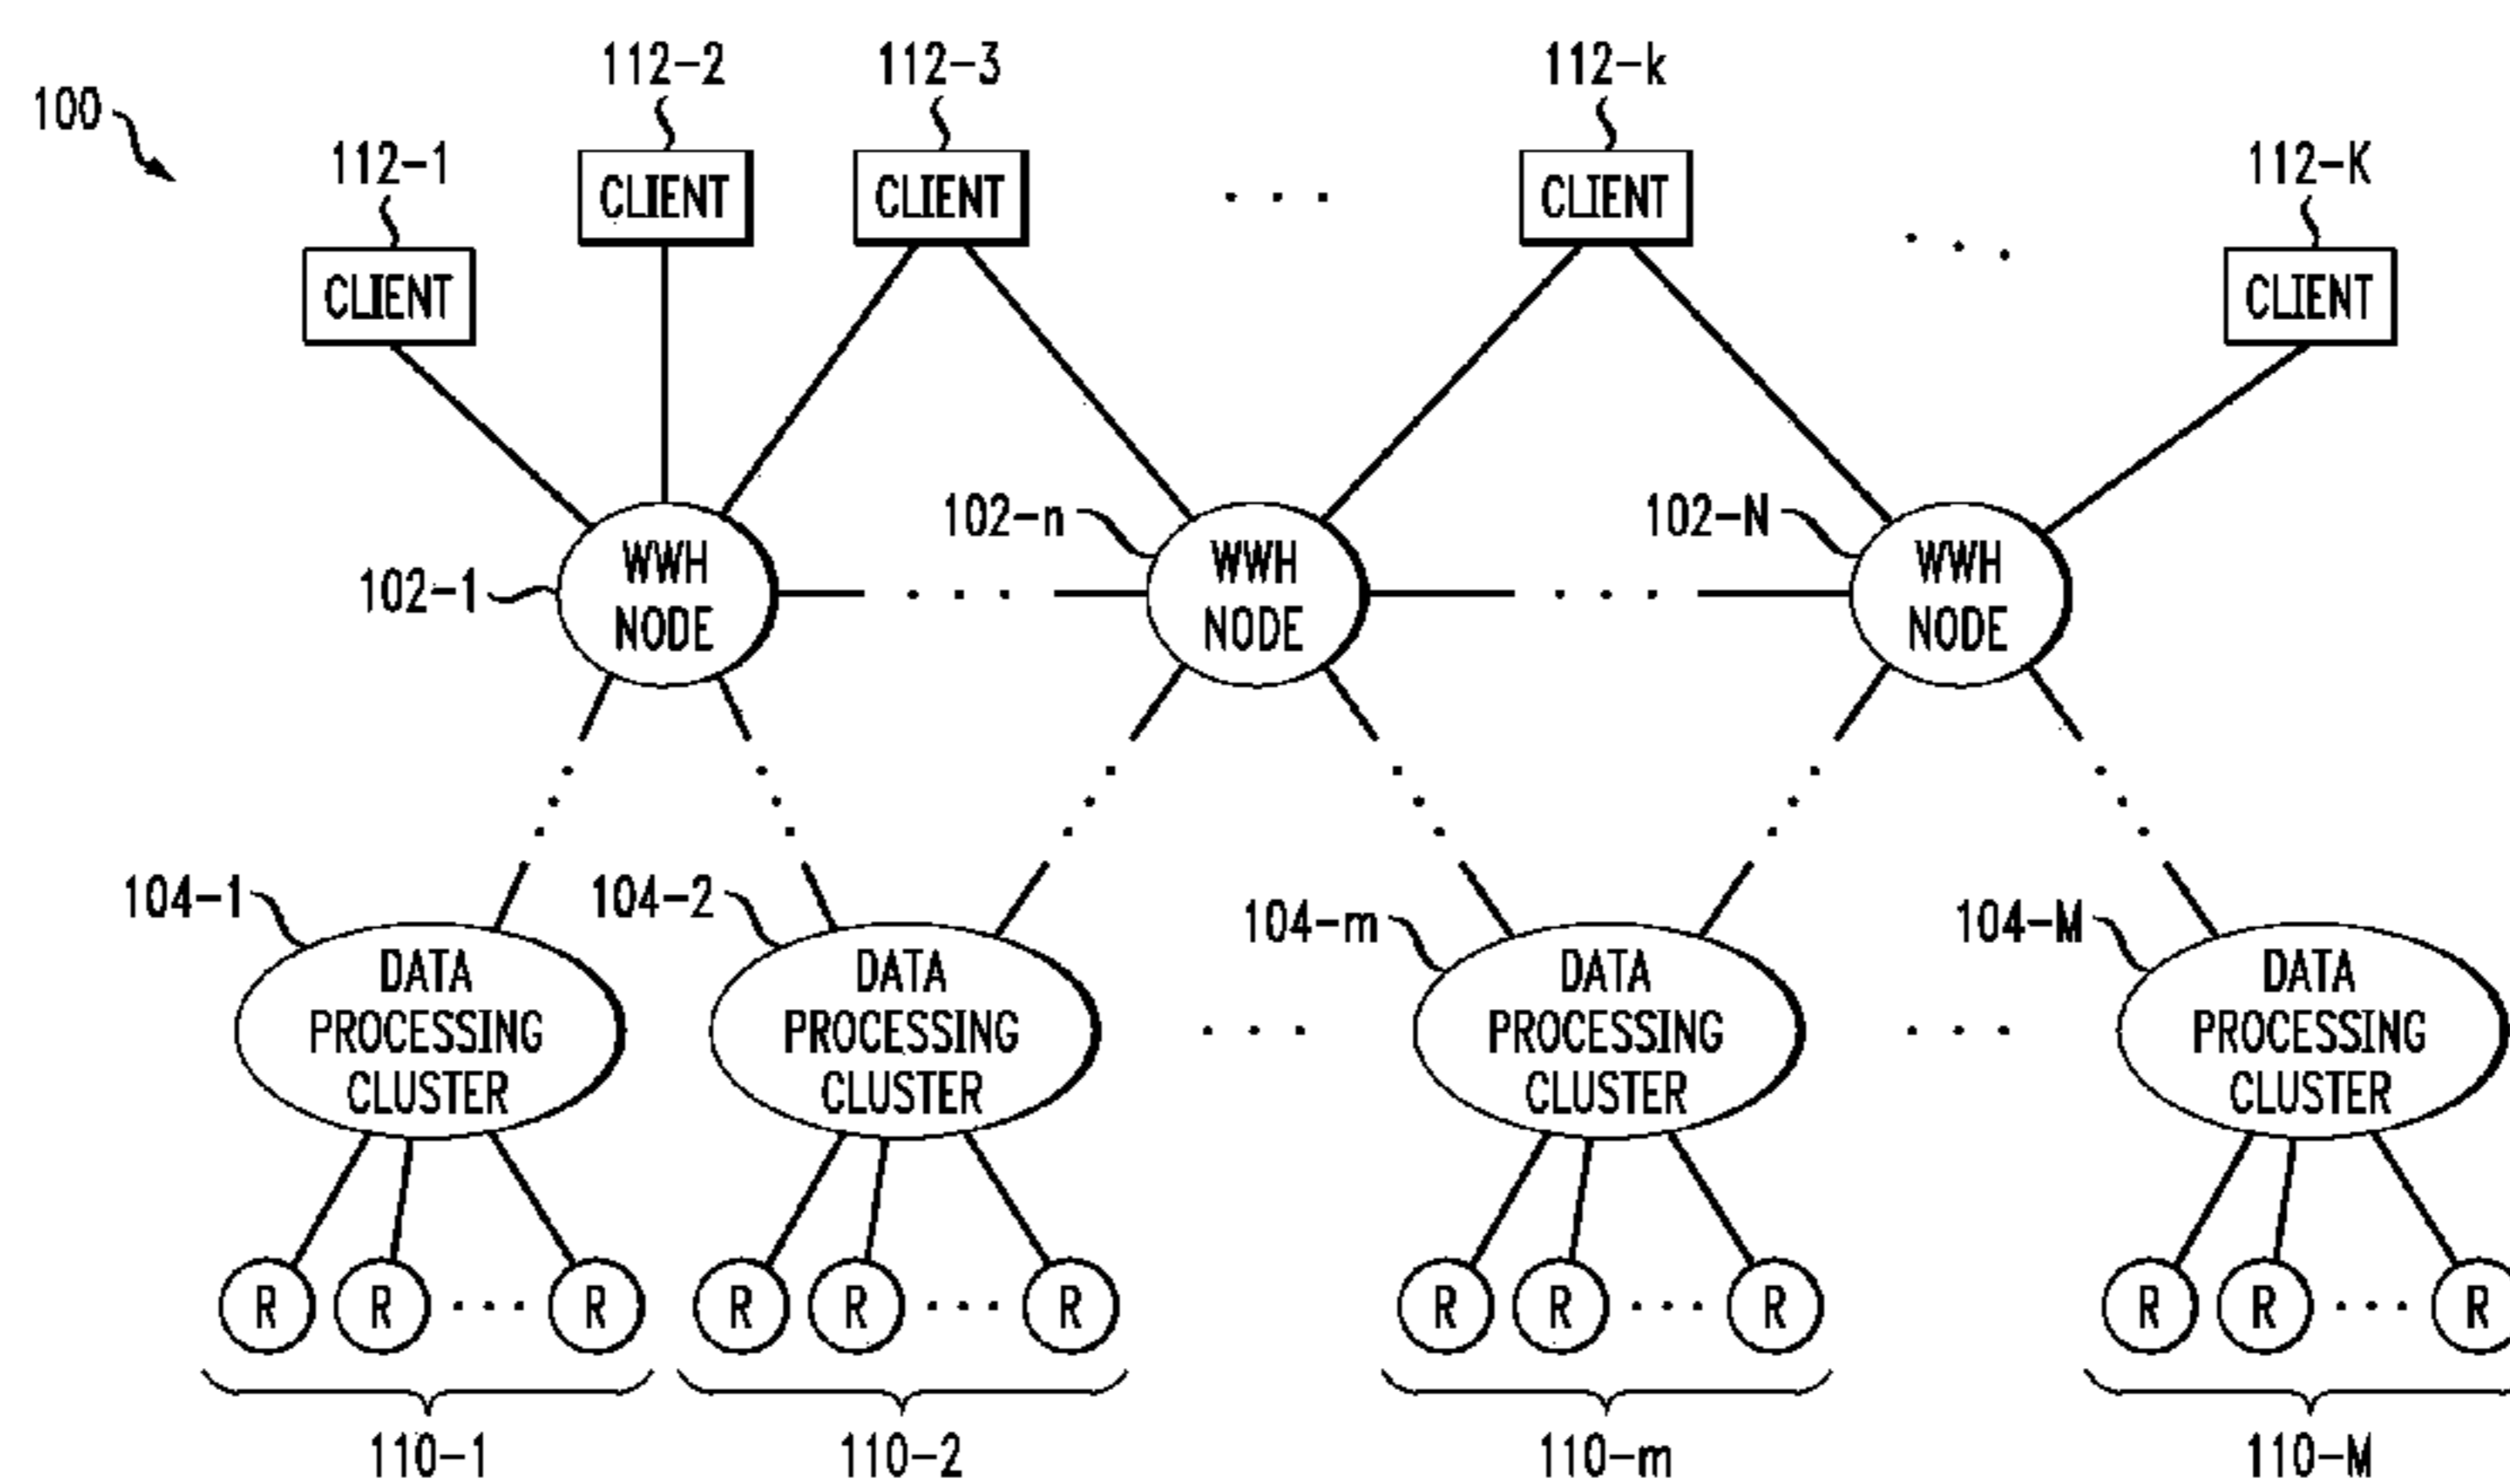 100
112-1
112-2
112-3
112-k
112-K
CLIENT
CLIENT
CLIENT
CLIENT
CLIENT
102-1
WWH
NODE
102-n
WWH
NODE
102-N
WWH
NODE
104-1
DATA
PROCESSING
CLUSTER
104-2
DATA
PROCESSING
CLUSTER
104-m
DATA
PROCESSING
CLUSTER
104-M
DATA
PROCESSING
CLUSTER
R R ... R
R R ... R
R R ... R
R R ... R
110-1
110-2
110-m
110-M